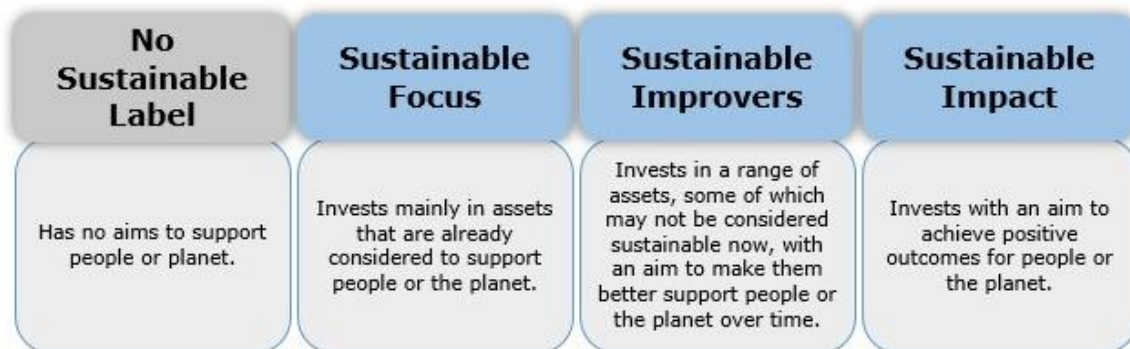 No
Sustainable
Label
Has no aims to support
people or planet.
Sustainable
Focus
Invests mainly in assets
that are already
considered to support
people or the planet.
Sustainable
Improvers
Invests in a range of
assets, some of which
may not be considered
sustainable now, with
an aim to make them
better support people or
the planet over time.
Sustainable
Impact
Invests with an aim to
achieve positive
outcomes for people or
the planet.